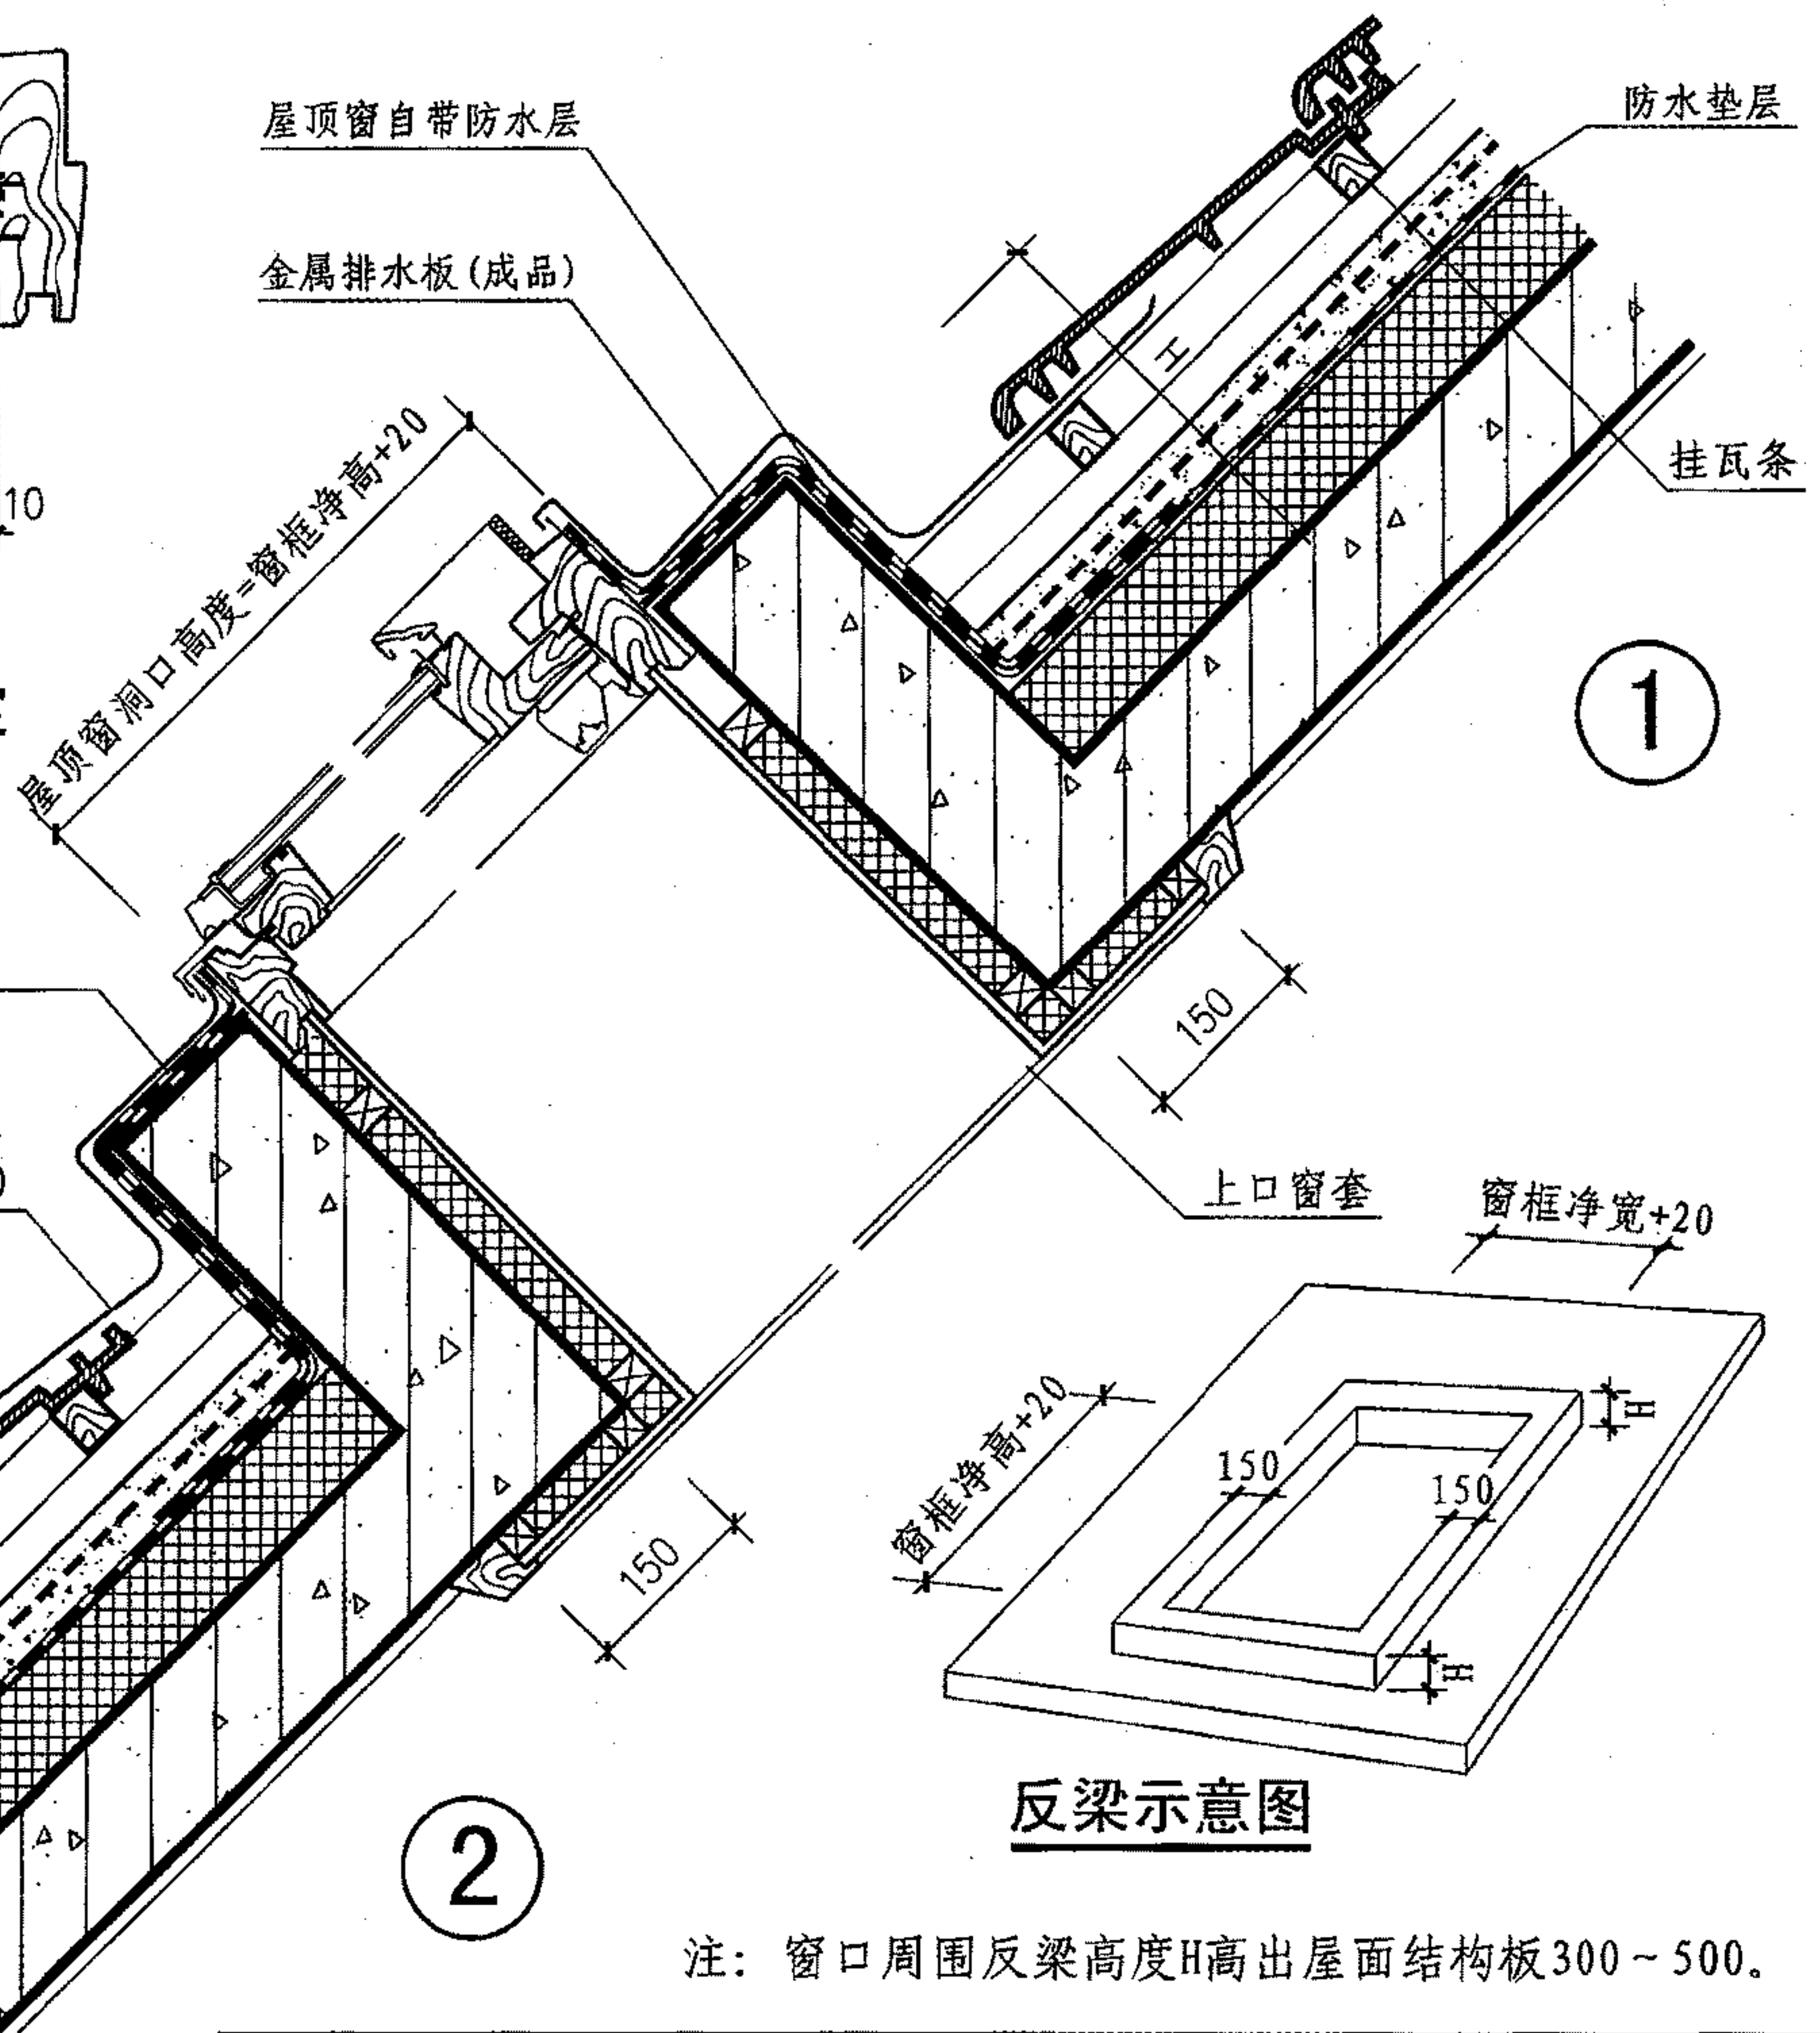 屋顶窗自带防水层
防水垫层
金属排水板(成品)
H
挂瓦条
屋顶窗洞口高度=窗框净高+20
10
1
150
上口窗套
窗框净宽+20
窗框净高+20
H
150
150
H
150
反梁示意图
2
注: 窗口周围反梁高度H高出屋面结构板300~500。